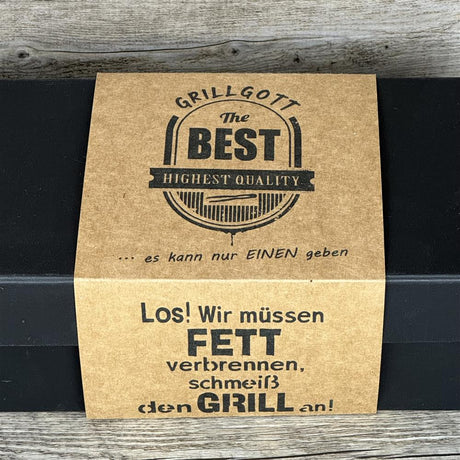 GRILLGOTT
The
BEST
HIGHEST QUALITY
... es kann nur EINEN geben
Los! Wir müssen
FETT
verbrennen,
schmeiß
den GRILL an!